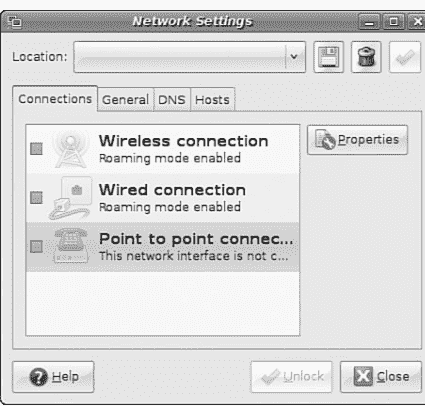 Network Settings
Location:
Connections General DNS Hosts
Wireless connection
Roaming mode enabled
Properties
Wired connection
Roaming mode enabled
Point to point connec...
This network interface is not c...
Help Unlock Close